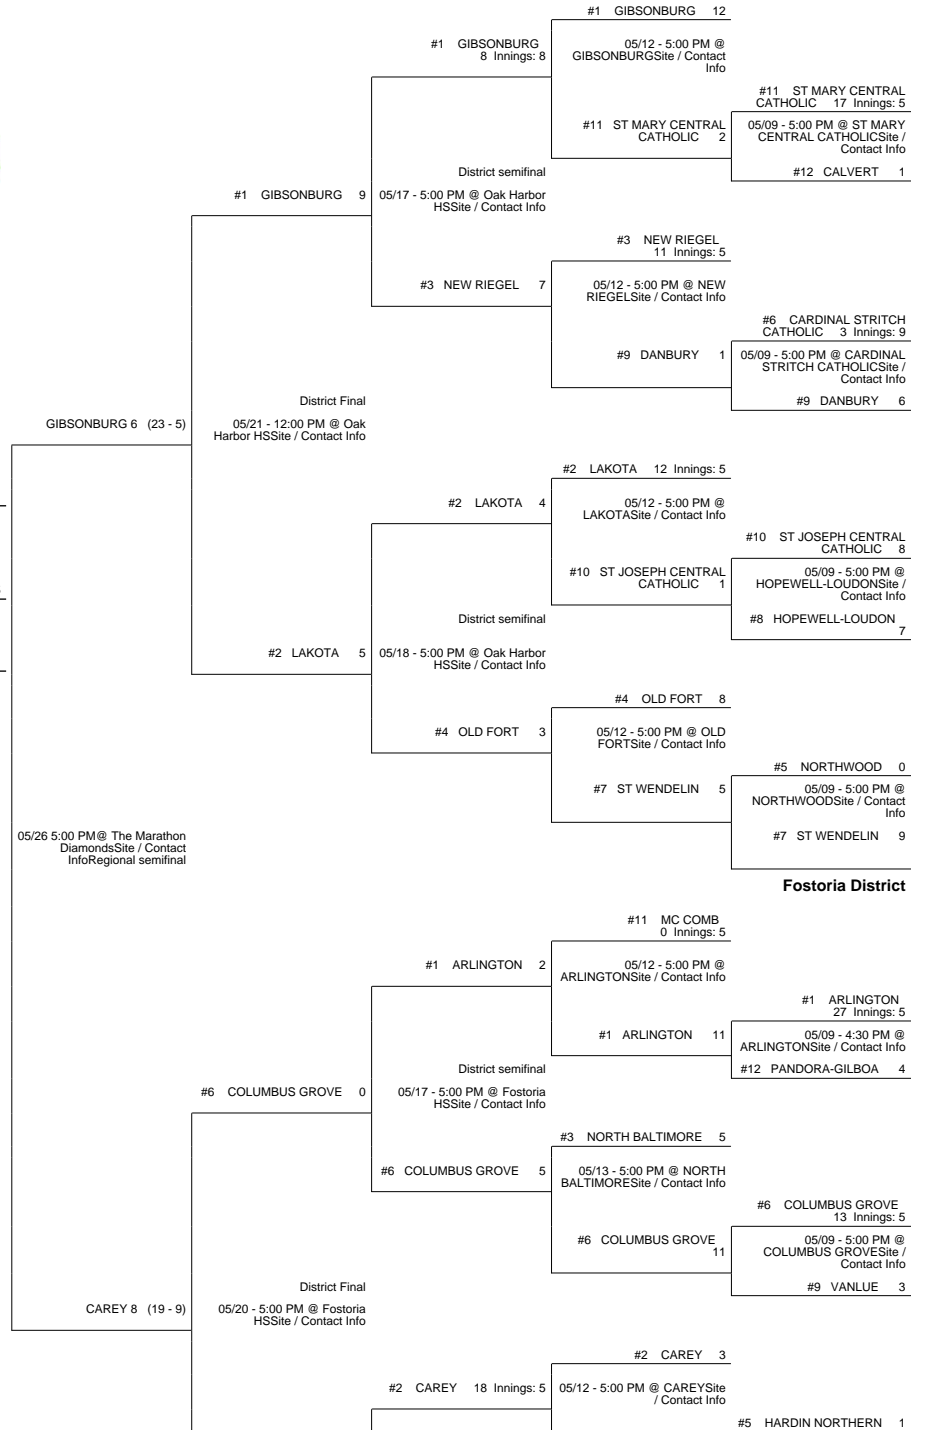 #1 GIBSONBURG 12
#1 GIBSONBURG
8 Innings: 8
05/12 - 5:00 PM @
GIBSONBURGSite / Contact
Info
#11 ST MARY CENTRAL
CATHOLIC 17 Innings: 5
#11 ST MARY CENTRAL
CATHOLIC 2
05/09 - 5:00 PM @ ST MARY
CENTRAL CATHOLICSite /
Contact Info
#12 CALVERT 1
District semifinal
#1 GIBSONBURG 9
05/17 - 5:00 PM @ Oak Harbor
HSSite / Contact Info
#3 NEW RIEGEL
11 Innings: 5
#3 NEW RIEGEL 7
05/12 - 5:00 PM @ NEW
RIEGELSite / Contact Info
#6 CARDINAL STRITCH
CATHOLIC 3 Innings: 9
#9 DANBURY 1
05/09 - 5:00 PM @ CARDINAL
STRITCH CATHOLICSite /
Contact Info
#9 DANBURY 6
District Final
GIBSONBURG 6 (23 - 5)
05/21 - 12:00 PM @ Oak
Harbor HSSite / Contact Info
#2 LAKOTA 12 Innings: 5
#2 LAKOTA 4
05/12 - 5:00 PM @
LAKOTASite / Contact Info
#10 ST JOSEPH CENTRAL
CATHOLIC 8
#10 ST JOSEPH CENTRAL
CATHOLIC 1
05/09 - 5:00 PM @
HOPEWELL-LOUDONSite /
Contact Info
#8 HOPEWELL-LOUDON
7
District semifinal
#2 LAKOTA 5
05/18 - 5:00 PM @ Oak Harbor
HSSite / Contact Info
#4 OLD FORT 8
#4 OLD FORT 3
05/12 - 5:00 PM @ OLD
FORTSite / Contact Info
#5 NORTHWOOD 0
#7 ST WENDELIN 5
05/09 - 5:00 PM @
NORTHWOODSite / Contact
Info
#7 ST WENDELIN 9
05/26 5:00 PM@ The Marathon
DiamondsSite / Contact
InfoRegional semifinal
Fostoria District
#11 MC COMB
0 Innings: 5
#1 ARLINGTON 2
05/12 - 5:00 PM @
ARLINGTONSite / Contact Info
#1 ARLINGTON
27 Innings: 5
#1 ARLINGTON 11
05/09 - 4:30 PM @
ARLINGTONSite / Contact Info
#12 PANDORA-GILBOA 4
District semifinal
#6 COLUMBUS GROVE 0
05/17 - 5:00 PM @ Fostoria
HSSite / Contact Info
#3 NORTH BALTIMORE 5
#6 COLUMBUS GROVE 5
05/13 - 5:00 PM @ NORTH
BALTIMORESite / Contact Info
#6 COLUMBUS GROVE
13 Innings: 5
#6 COLUMBUS GROVE
11
05/09 - 5:00 PM @
COLUMBUS GROVESite /
Contact Info
#9 VANLUE 3
District Final
CAREY 8 (19 - 9)
05/20 - 5:00 PM @ Fostoria
HSSite / Contact Info
#2 CAREY 3
#2 CAREY 18 Innings: 5
05/12 - 5:00 PM @ CAREYSite
/ Contact Info
#5 HARDIN NORTHERN 1